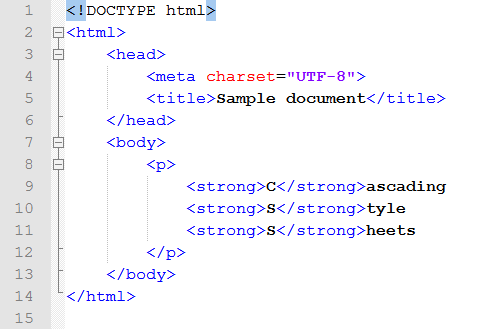 1 <!DOCTYPE html>
2 <html>
3     <head>
4         <meta charset="UTF-8">
5         <title>Sample document</title>
6     </head>
7     <body>
8         <p>
9             <strong>C</strong>ascading
10             <strong>S</strong>tyle
11             <strong>S</strong>heets
12         </p>
13     </body>
14 </html>
15